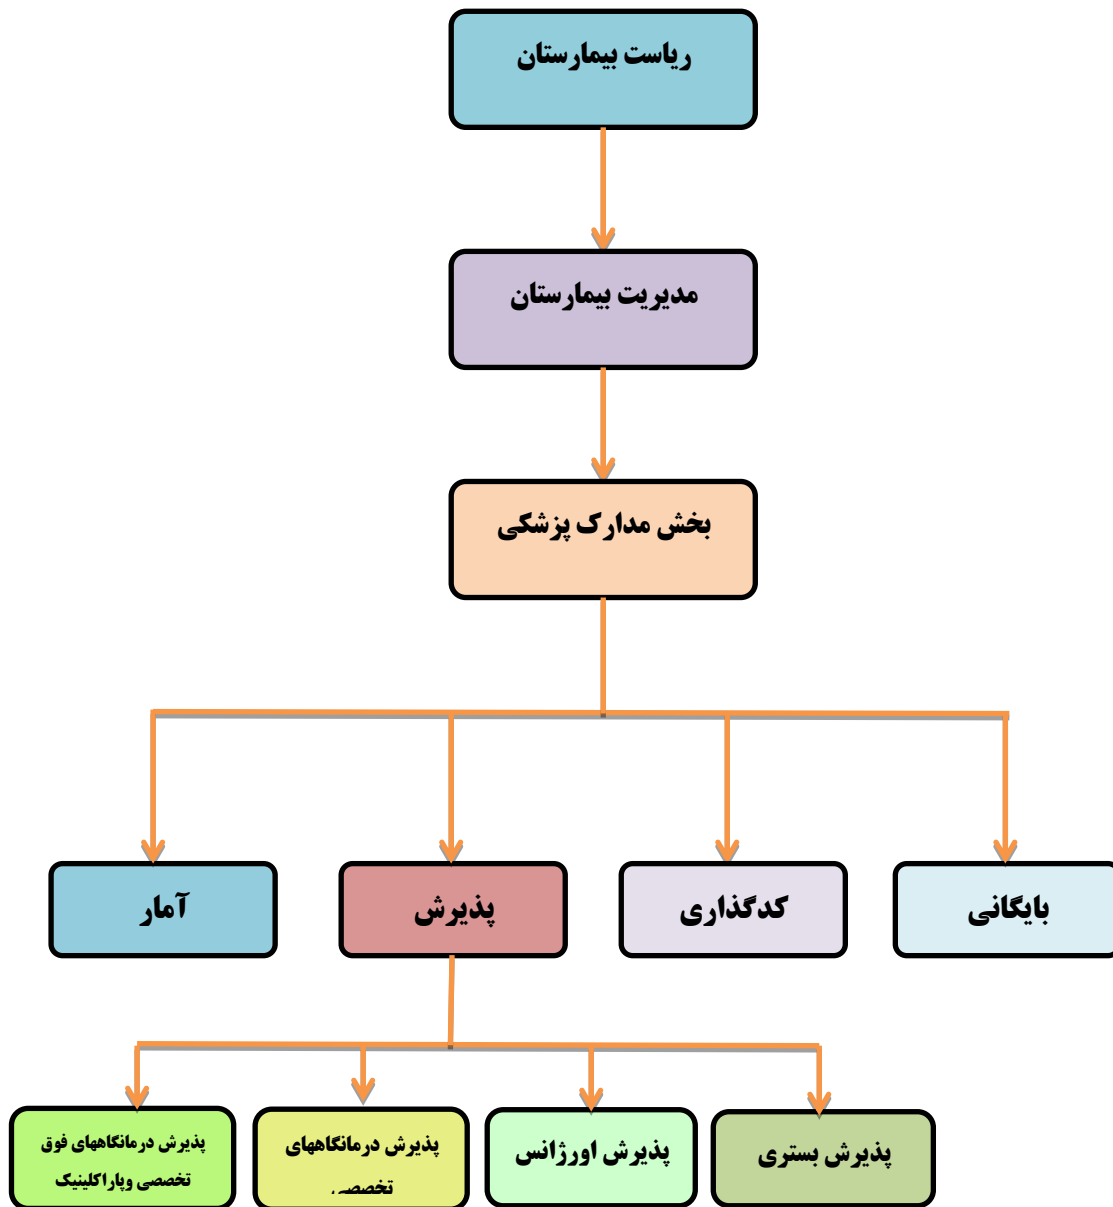 ریاست بیمارستان
مدیریت بیمارستان
بخش مدارک پزشکی
بایگانی
کدگذاری
پذیرش
آمار
پذیرش بستری
پذیرش اورژانس
پذیرش درمانگاههای
تخصصی
پذیرش درمانگاههای فوق
تخصصی وپاراکلینیک